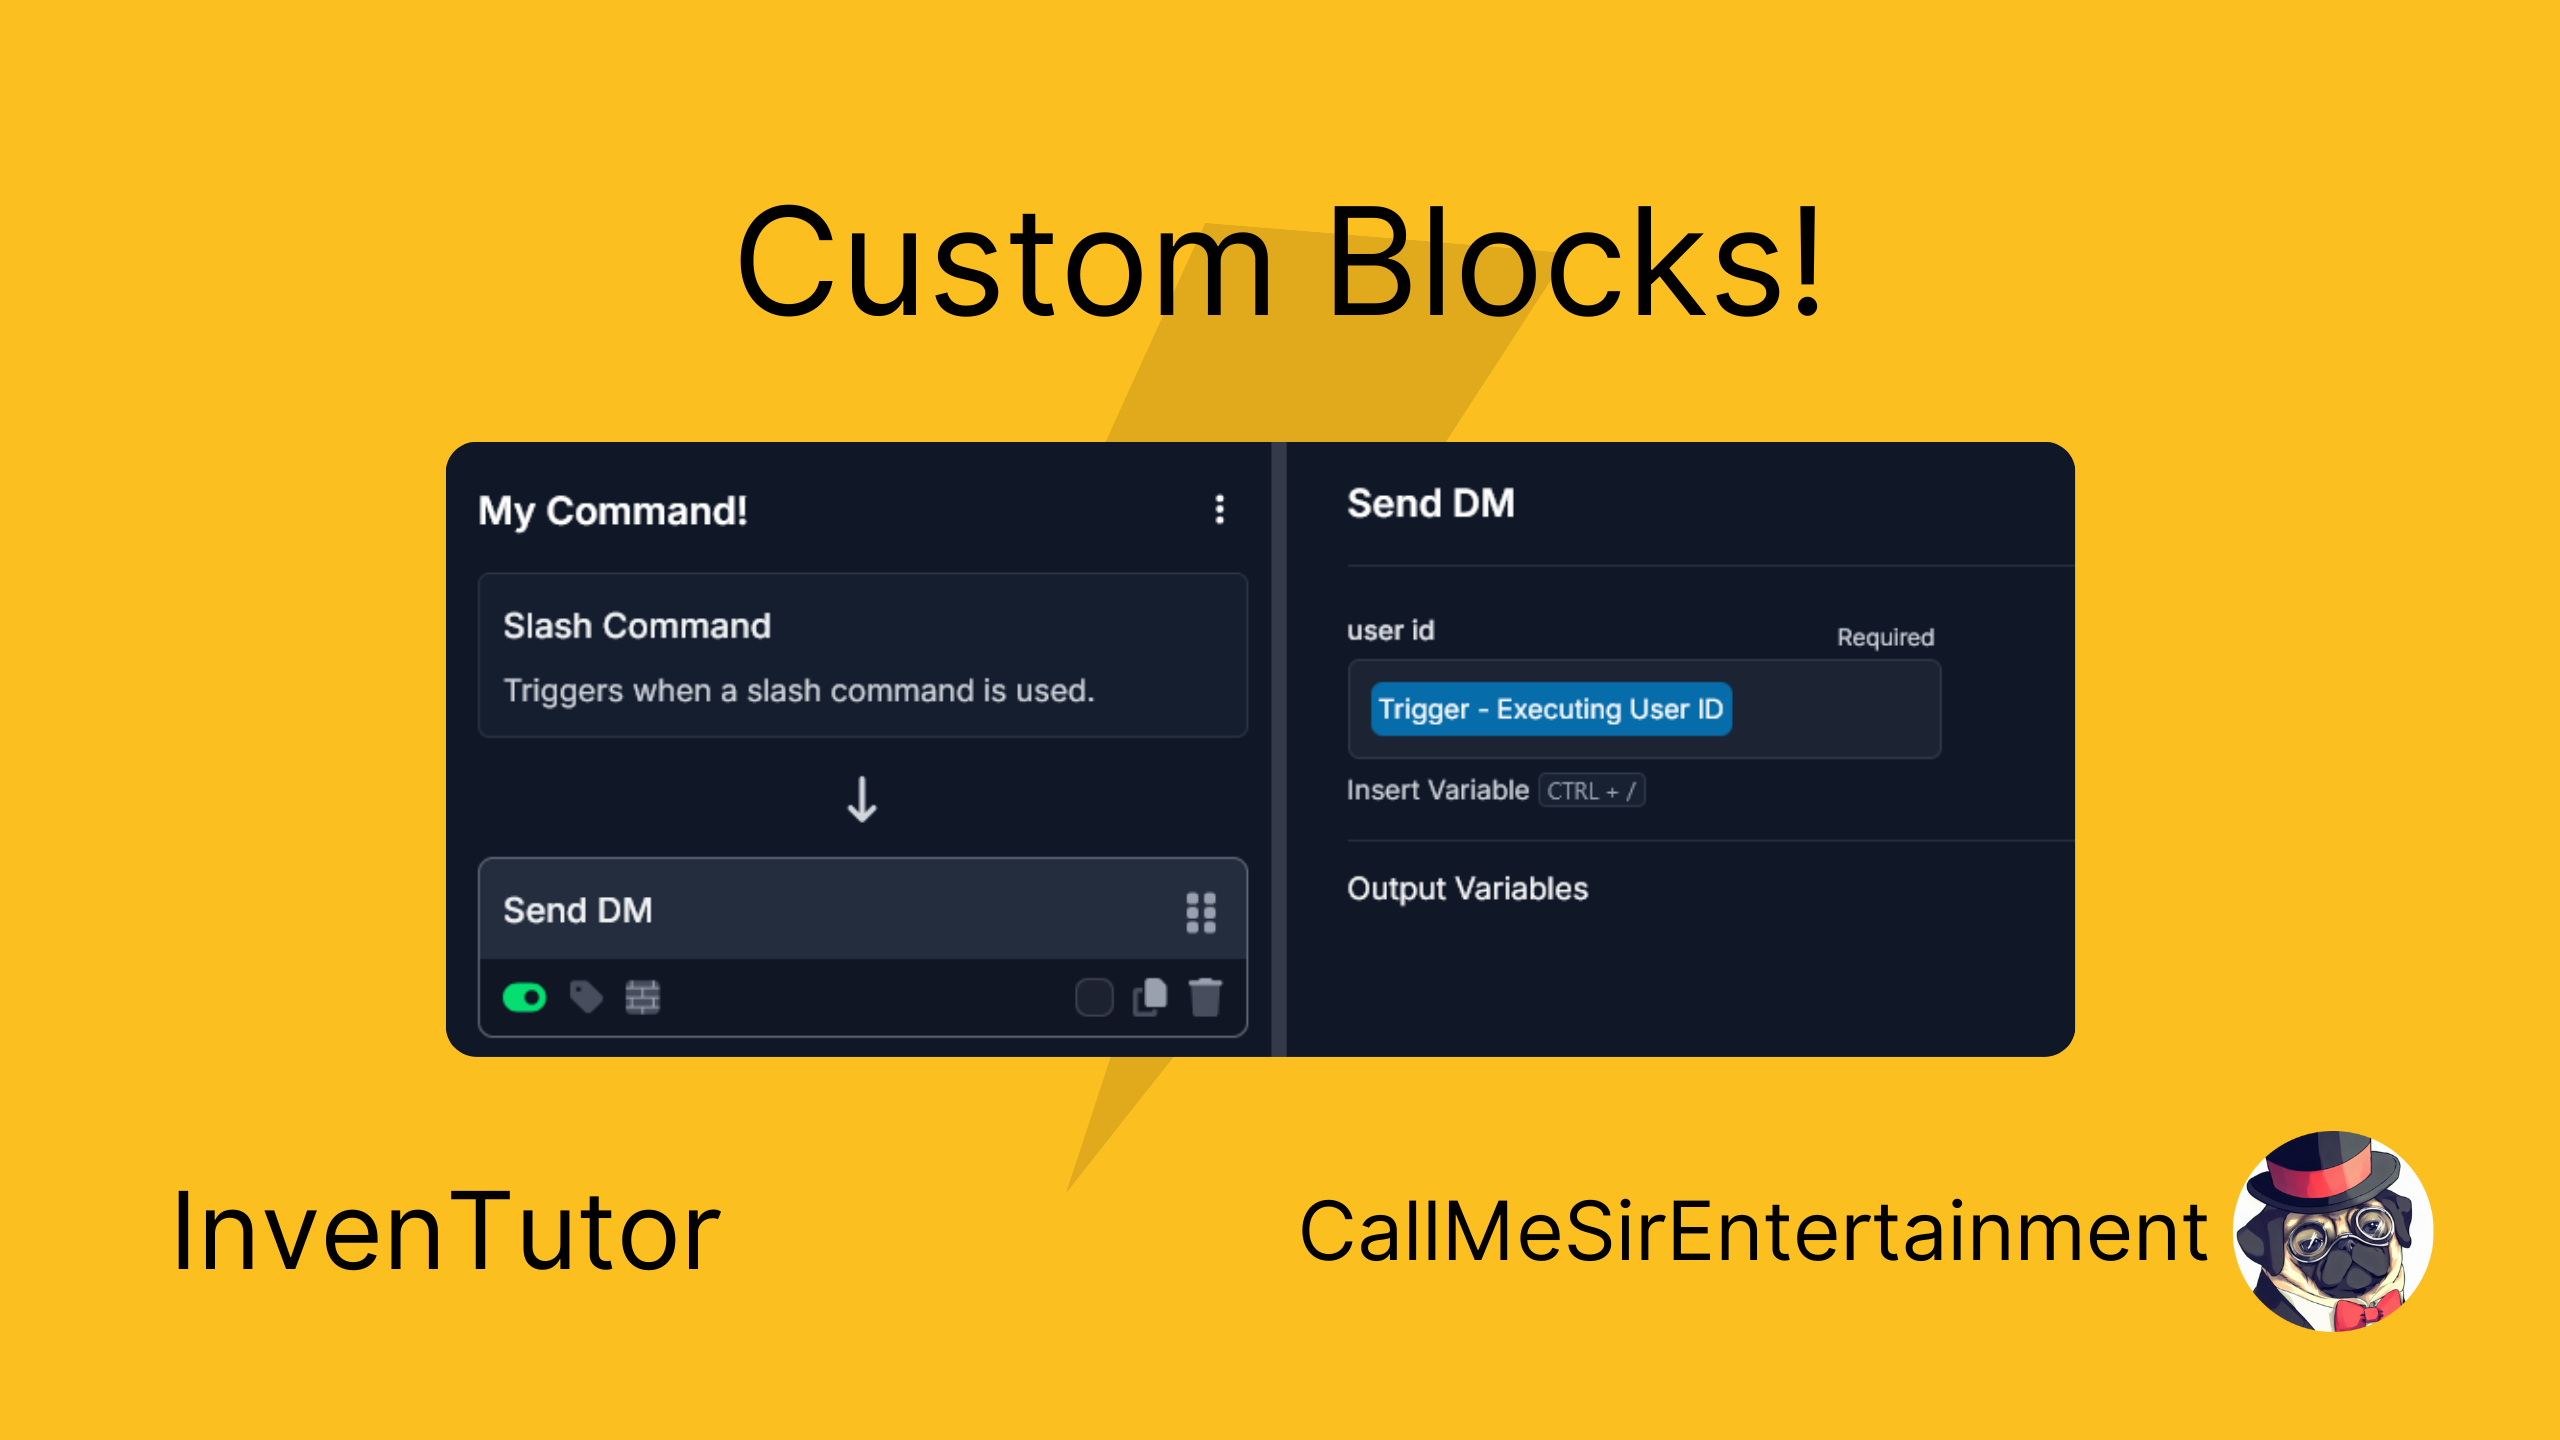 Custom Blocks!
My Command!
Slash Command
Triggers when a slash command is used.
Send DM
Send DM
user id
Required
Trigger - Executing User ID
Insert Variable CTRL + /
Output Variables
InvenTutor
CallMeSirEntertainment